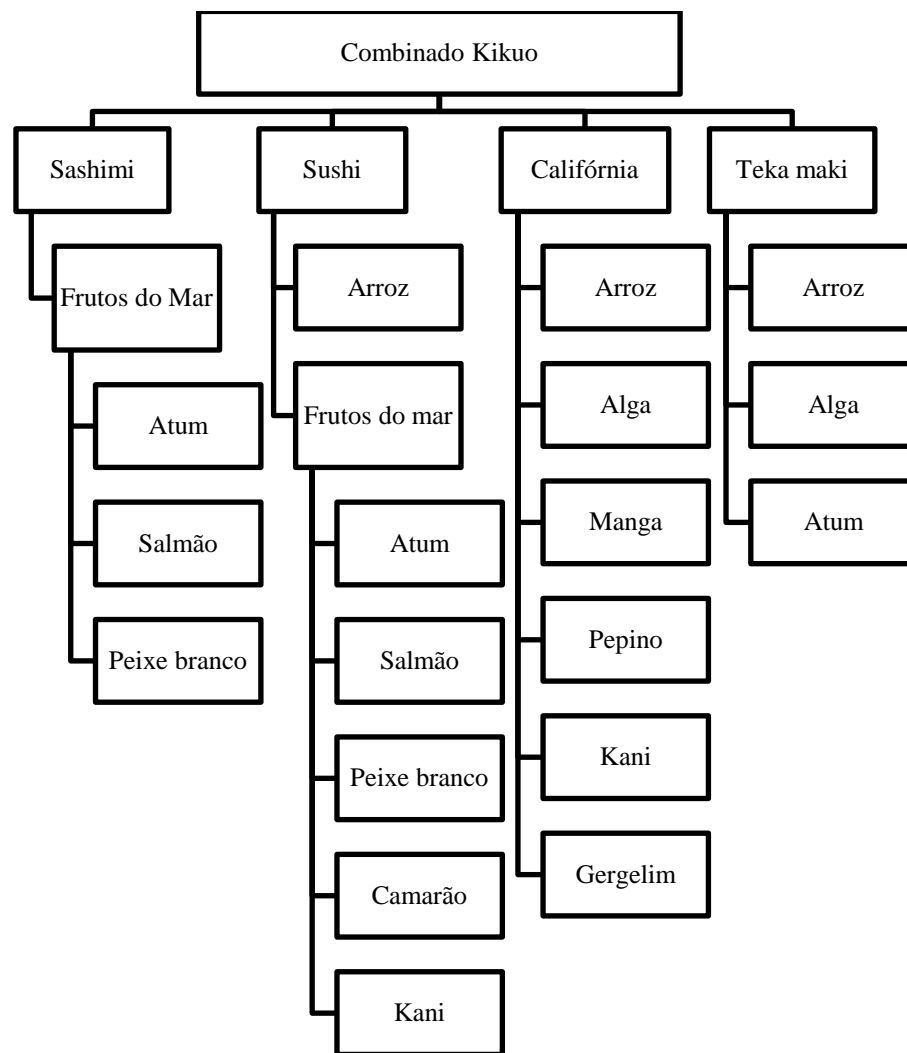 Combinado Kikuo
Sashimi
Frutos do Mar
Atum
Salmão
Peixe branco
Sushi
Arroz
Frutos do mar
Atum
Salmão
Peixe branco
Camarão
Kani
Califórnia
Arroz
Alga
Manga
Pepino
Kani
Gergelim
Teka maki
Arroz
Alga
Atum